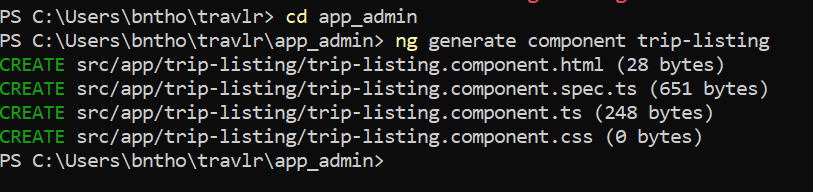 PS C:\Users\bntho\travlr> cd app_admin
PS C:\Users\bntho\travlr\app_admin> ng generate component trip-listing
CREATE src/app/trip-listing/trip-listing.component.html (28 bytes)
CREATE src/app/trip-listing/trip-listing.component.spec.ts (651 bytes)
CREATE src/app/trip-listing/trip-listing.component.ts (248 bytes)
CREATE src/app/trip-listing/trip-listing.component.css (0 bytes)
PS C:\Users\bntho\travlr\app_admin>